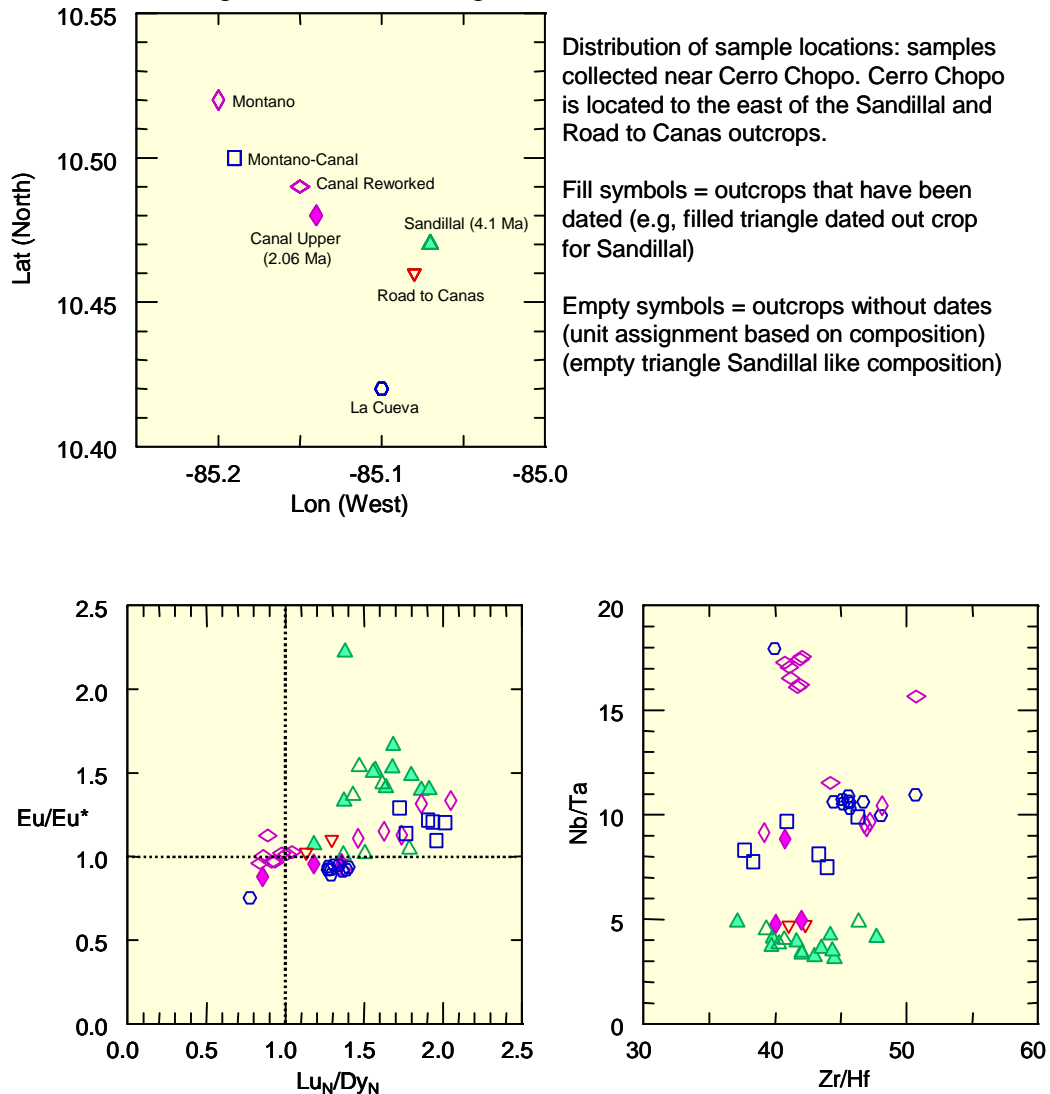 10.55
10.50
10.45
10.40
Lat (North)
Montano
Montano-Canal
Canal Reworked
Canal Upper
(2.06 Ma)
Sandillal (4.1 Ma)
Road to Canas
La Cueva
-85.2
-85.1
-85.0
Lon (West)
Distribution of sample locations: samples
collected near Cerro Chopo. Cerro Chopo
is located to the east of the Sandillal and
Road to Canas outcrops.
Fill symbols = outcrops that have been
dated (e.g, filled triangle dated out crop
for Sandillal)
Empty symbols = outcrops without dates
(unit assignment based on composition)
(empty triangle Sandillal like composition)
2.5
2.0
1.5
1.0
0.5
0.0
Eu/Eu*
0.0 0.5 1.0 1.5 2.0 2.5
LuN/DyN
20
15
10
5
0
Nb/Ta
30 40 50 60
Zr/Hf